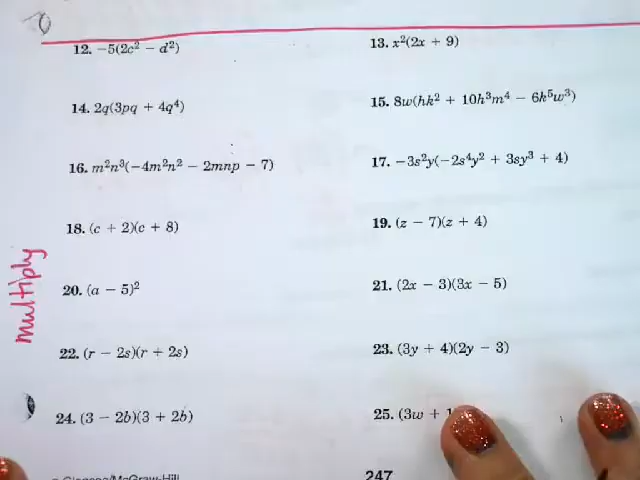 12. −5(2c² − d²)
13. x²(2x + 9)
14. 2q(3pq + 4q⁴)
15. 8w(hk² + 10h³m⁴ − 6k⁵w³)
16. m²n³(−4m²n² − 2mnp − 7)
17. −3s²y(−2s⁴y² + 3sy³ + 4)
18. (c + 2)(c + 8)
19. (z − 7)(z + 4)
multiply
20. (a − 5)²
21. (2x − 3)(3x − 5)
22. (r − 2s)(r + 2s)
23. (3y + 4)(2y − 3)
24. (3 − 2b)(3 + 2b)
25. (3w +
Glencoe/McGraw-Hill
247